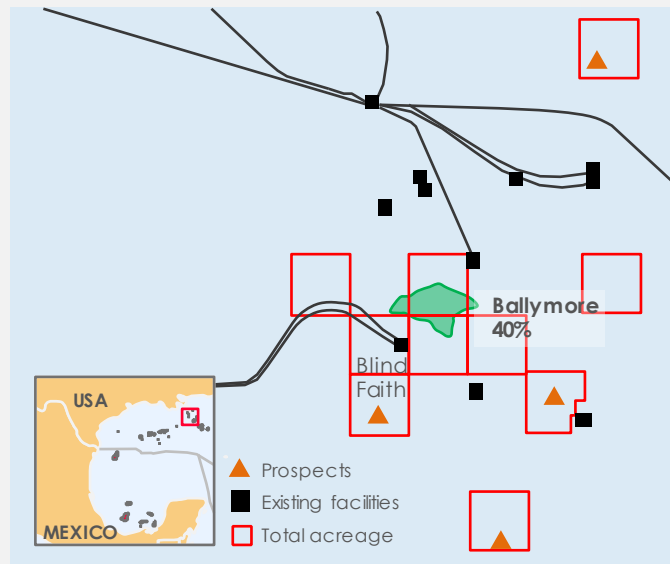 Ballymore
40%
Blind
Faith
USA
MEXICO
Prospects
Existing facilities
Total acreage